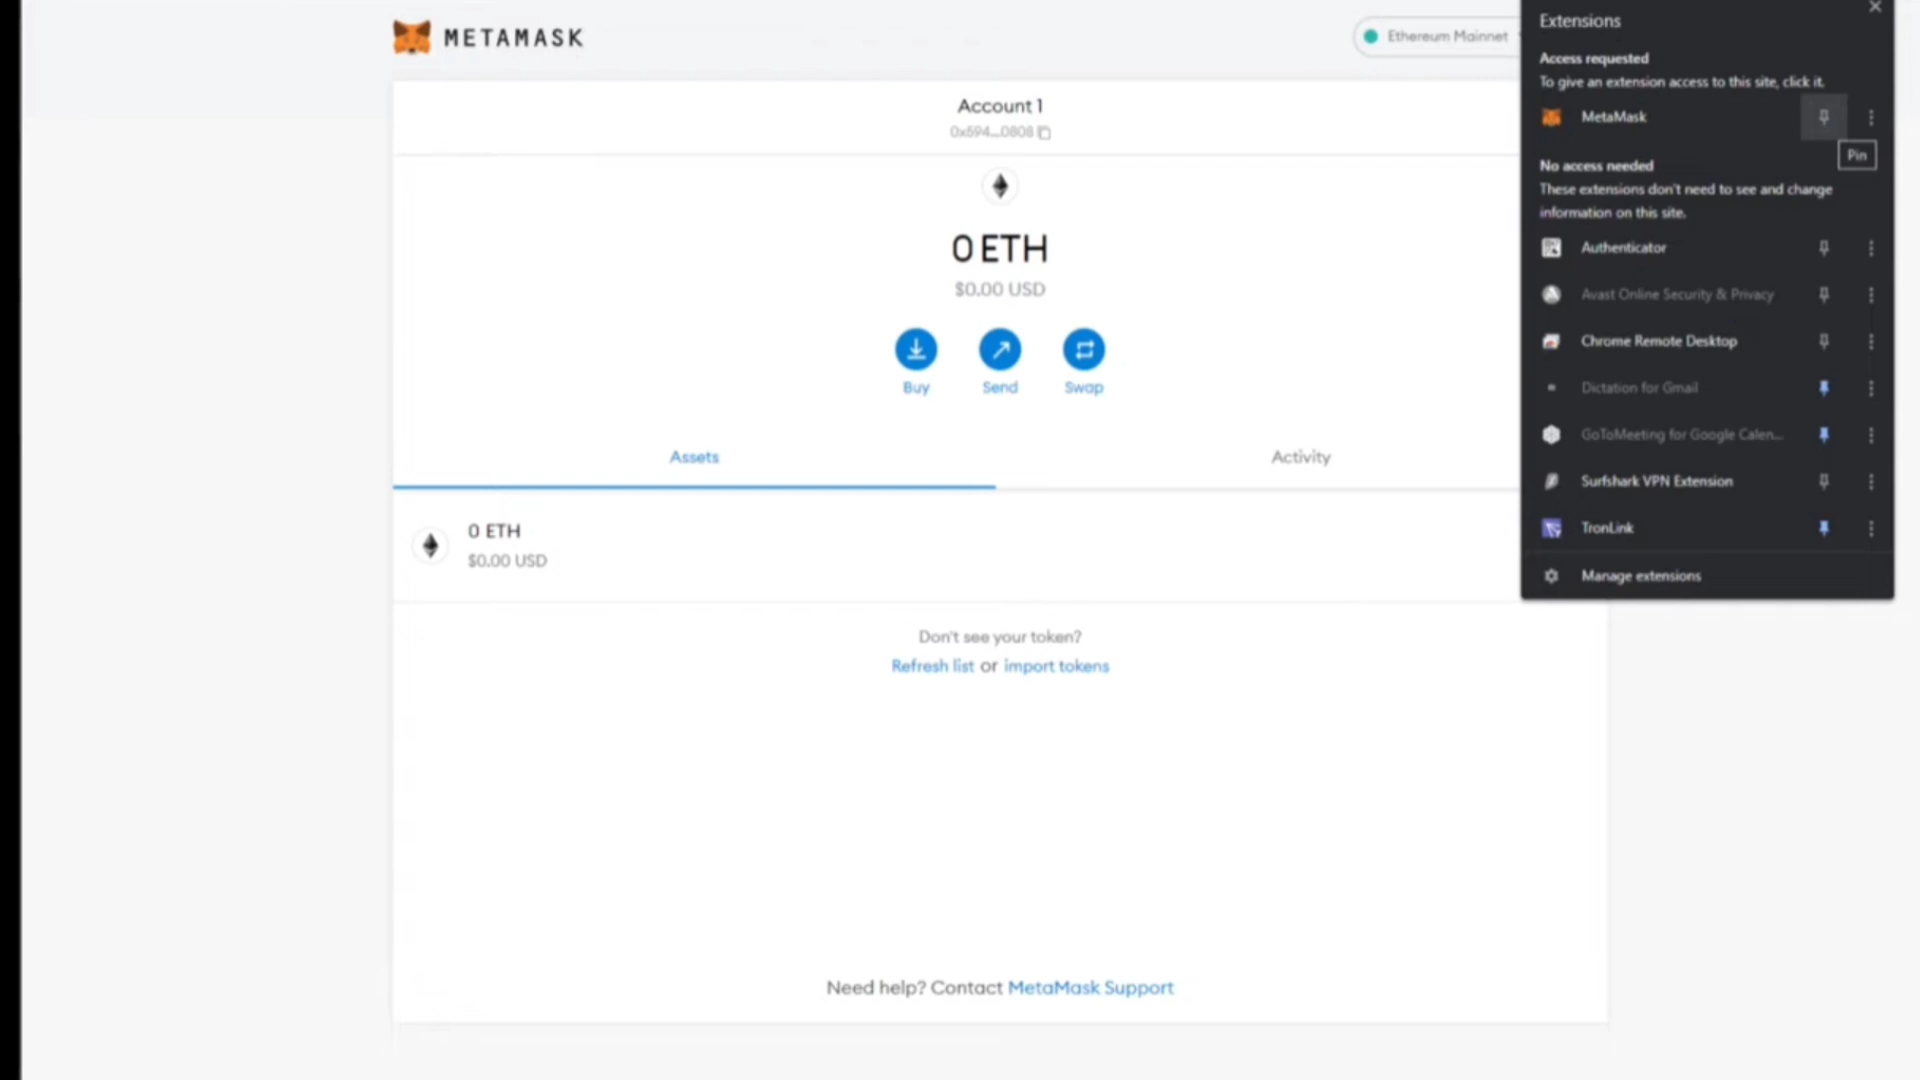 METAMASK
Ethereum Mainnet
Account 1
0x594...0808
0 ETH
$0.00 USD
Buy
Send
Swap
Assets
Activity
0 ETH
$0.00 USD
Don't see your token?
Refresh list or import tokens
Need help? Contact MetaMask Support
Extensions
Access requested
To give an extension access to this site, click it.
MetaMask
Pin
No access needed
These extensions don't need to see and change
information on this site.
Authenticator
Avast Online Security & Privacy
Chrome Remote Desktop
Dictation for Gmail
GoToMeeting for Google Calen...
Surfshark VPN Extension
TronLink
Manage extensions